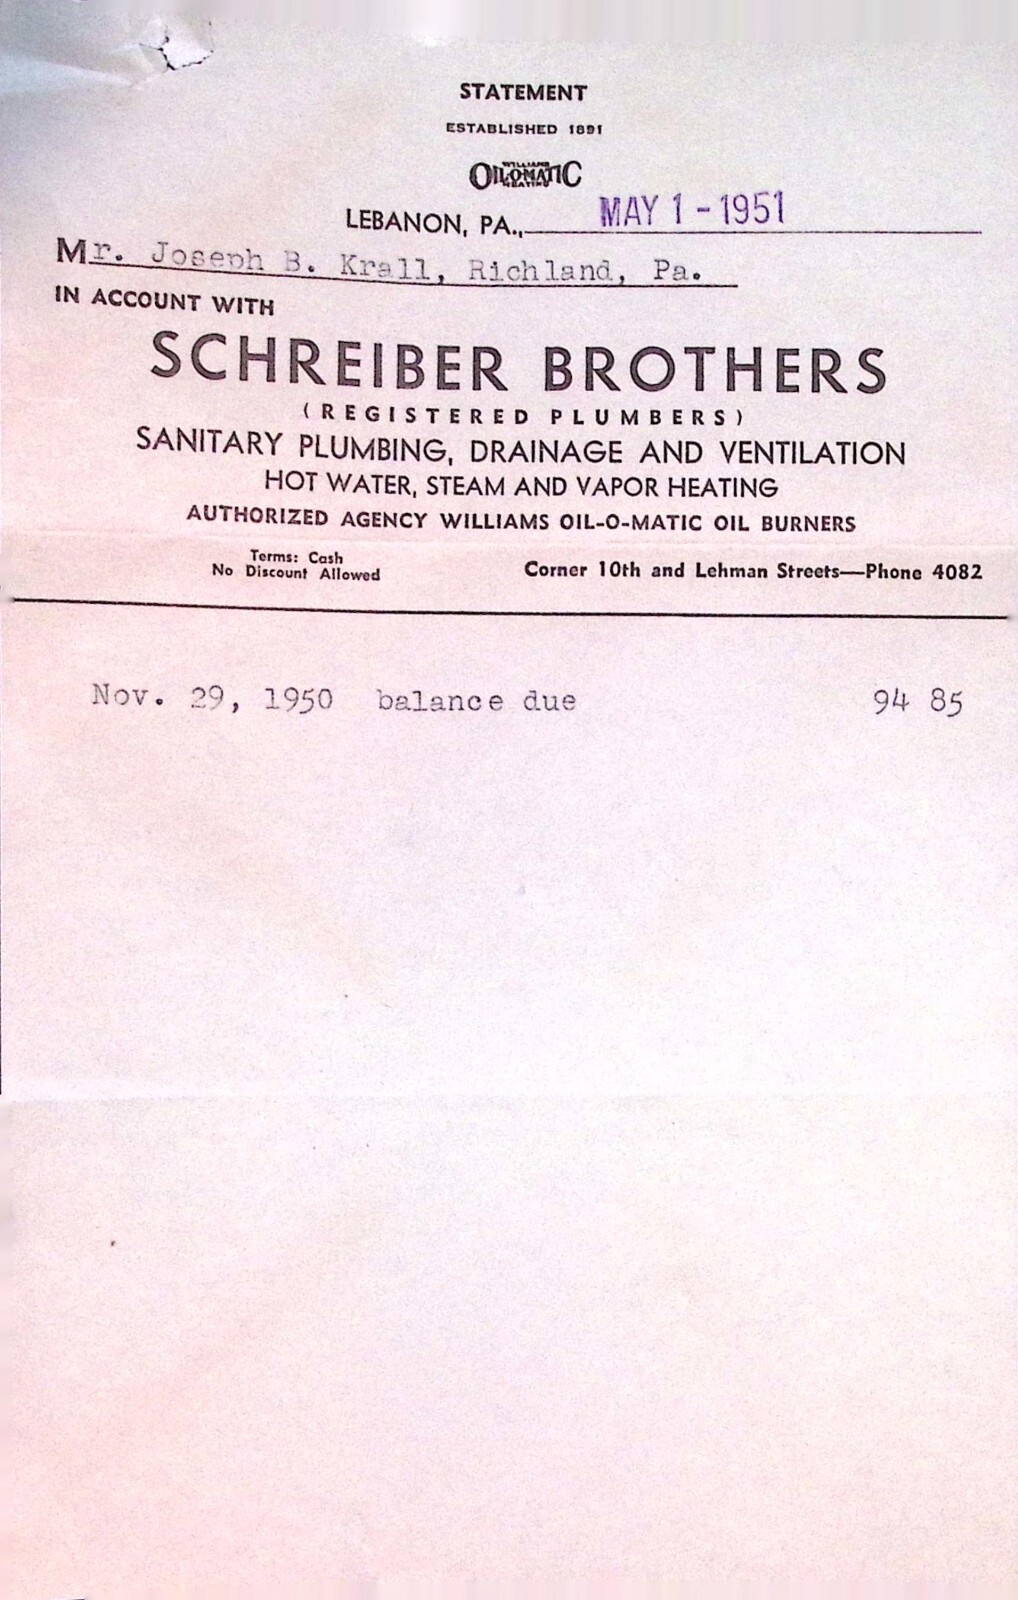 STATEMENT
ESTABLISHED 1891
WILLIAMS
OIL-O-MATIC
HEATING
LEBANON, PA., MAY 1 - 1951
Mr. Joseph B. Krall, Richland, Pa.
IN ACCOUNT WITH
SCHREIBER BROTHERS
(REGISTERED PLUMBERS)
SANITARY PLUMBING, DRAINAGE AND VENTILATION
HOT WATER, STEAM AND VAPOR HEATING
AUTHORIZED AGENCY WILLIAMS OIL-O-MATIC OIL BURNERS
Terms: Cash
No Discount Allowed
Corner 10th and Lehman Streets—Phone 4082
Nov. 29, 1950 balance due 94 85